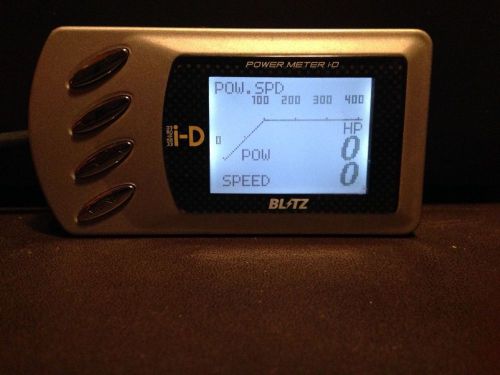 POWER METER i-D
POW.SPD
100 200 300 400
HP
0
POW 0
SPEED 0
i-D
BLITZ